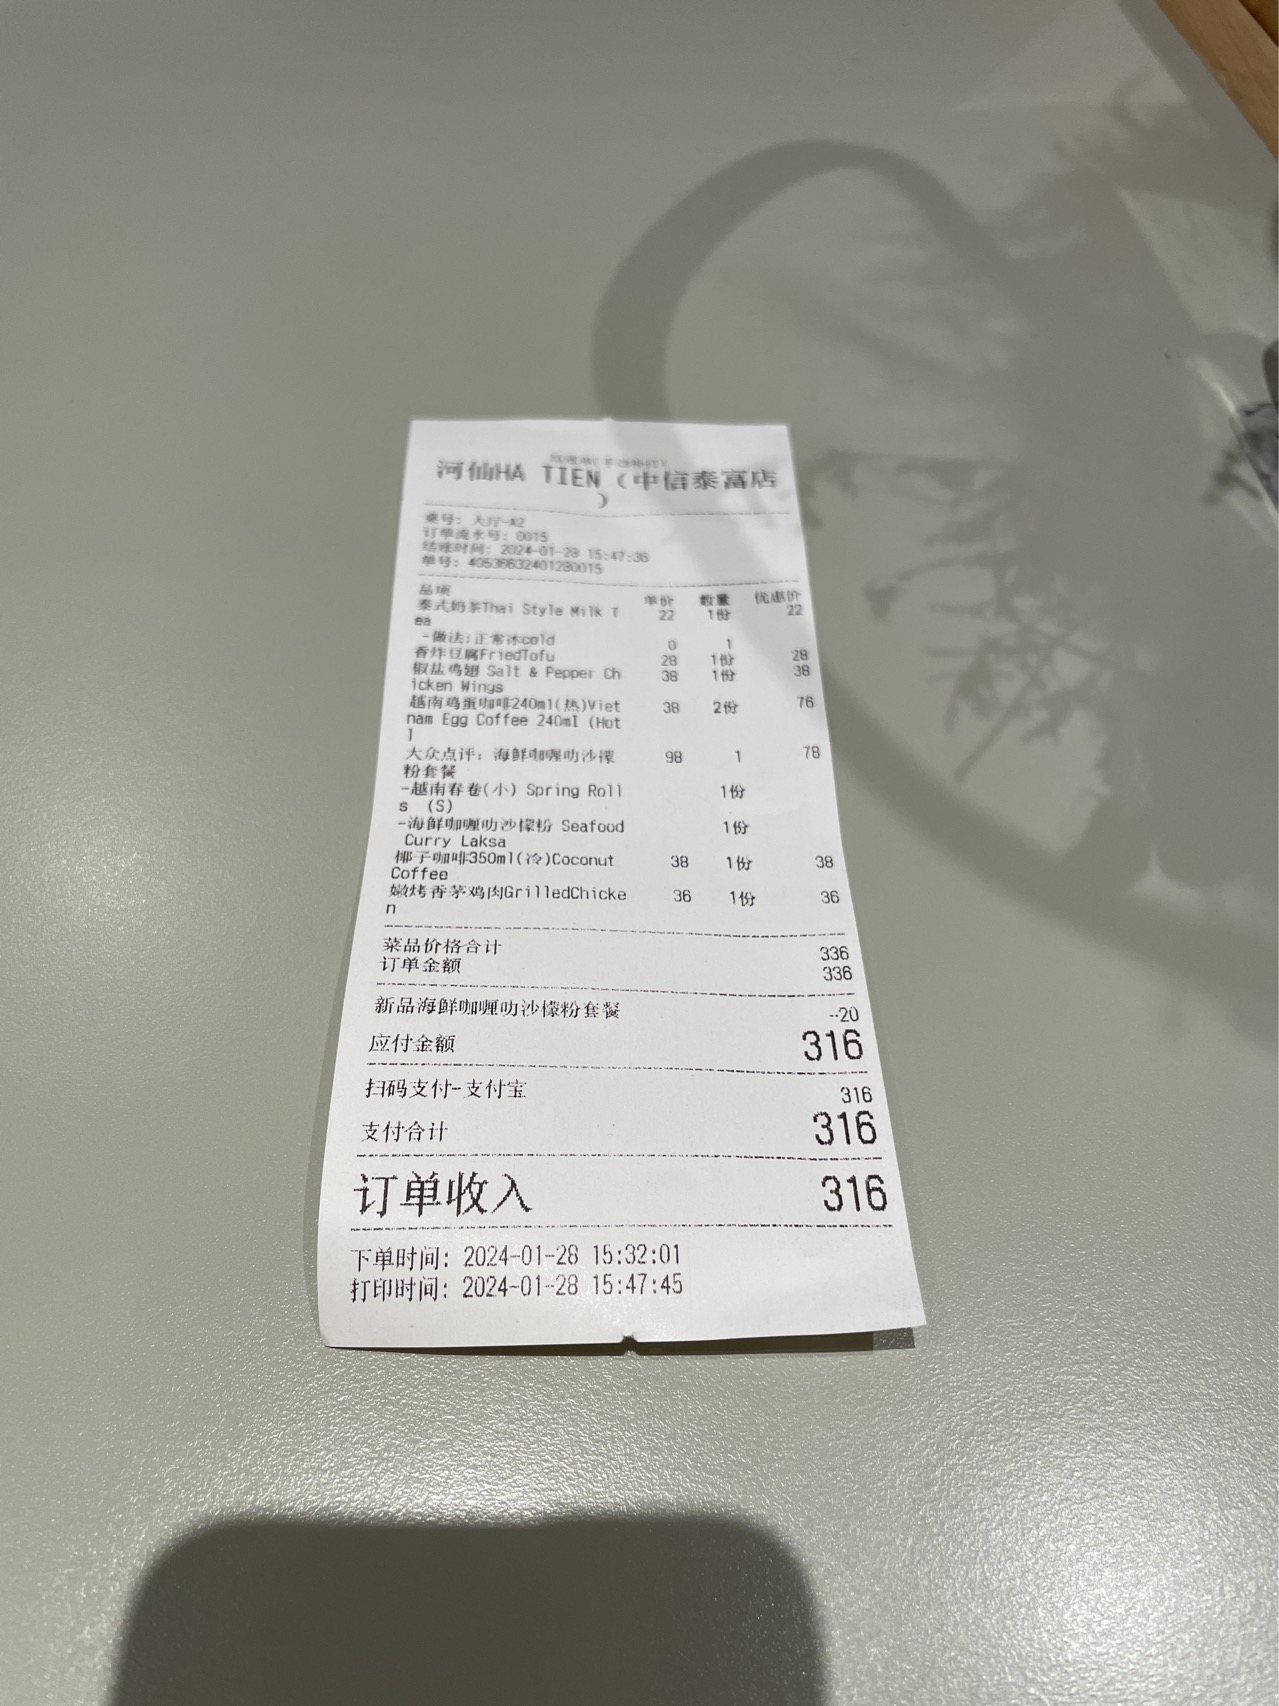 河仙HA TIEN（中信泰富店
）
桌号: 大厅-A2
订单流水号: 0015
结账时间: 2024-01-28 15:47:36
单号: 40536632401280015
品项 单价 数量 优惠价
泰式奶茶Thai Style Milk T 22 1份 22
ea
-做法:正常冰cold 0 1
香炸豆腐FriedTofu 28 1份 28
椒盐鸡翅 Salt & Pepper Ch 38 1份 38
icken Wings
越南鸡蛋咖啡240ml(热)Viet 38 2份 76
nam Egg Coffee 240ml (Hot
)
大众点评：海鲜咖喱叻沙檬 98 1 78
粉套餐
-越南春卷(小) Spring Roll 1份
s (S)
-海鲜咖喱叻沙檬粉 Seafood 1份
Curry Laksa
椰子咖啡350ml(冷)Coconut 38 1份 38
Coffee
嫩烤香茅鸡肉GrilledChicke 36 1份 36
n
菜品价格合计 336
订单金额 336
新品海鲜咖喱叻沙檬粉套餐 --20
应付金额 316
扫码支付-支付宝 316
支付合计 316
订单收入 316
下单时间: 2024-01-28 15:32:01
打印时间: 2024-01-28 15:47:45